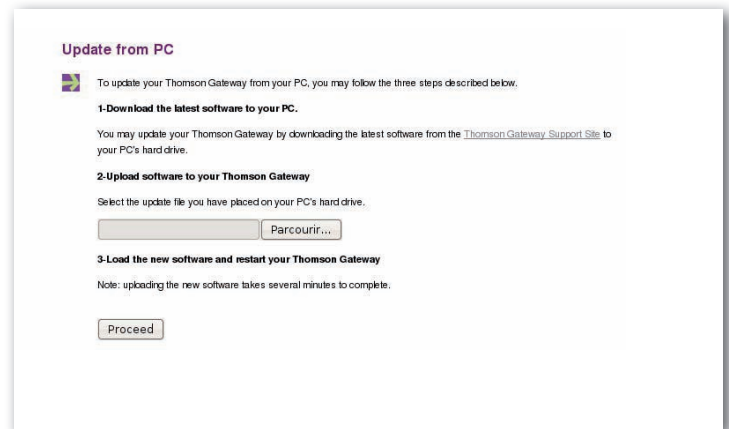 Update from PC
To update your Thomson Gateway from your PC, you may follow the three steps described below.
1-Download the latest software to your PC.
You may update your Thomson Gateway by downloading the latest software from the Thomson Gateway Support Site to
your PC's hard drive.
2-Upload software to your Thomson Gateway
Select the update file you have placed on your PC's hard drive.
Parcourir...
3-Load the new software and restart your Thomson Gateway
Note: uploading the new software takes several minutes to complete.
Proceed